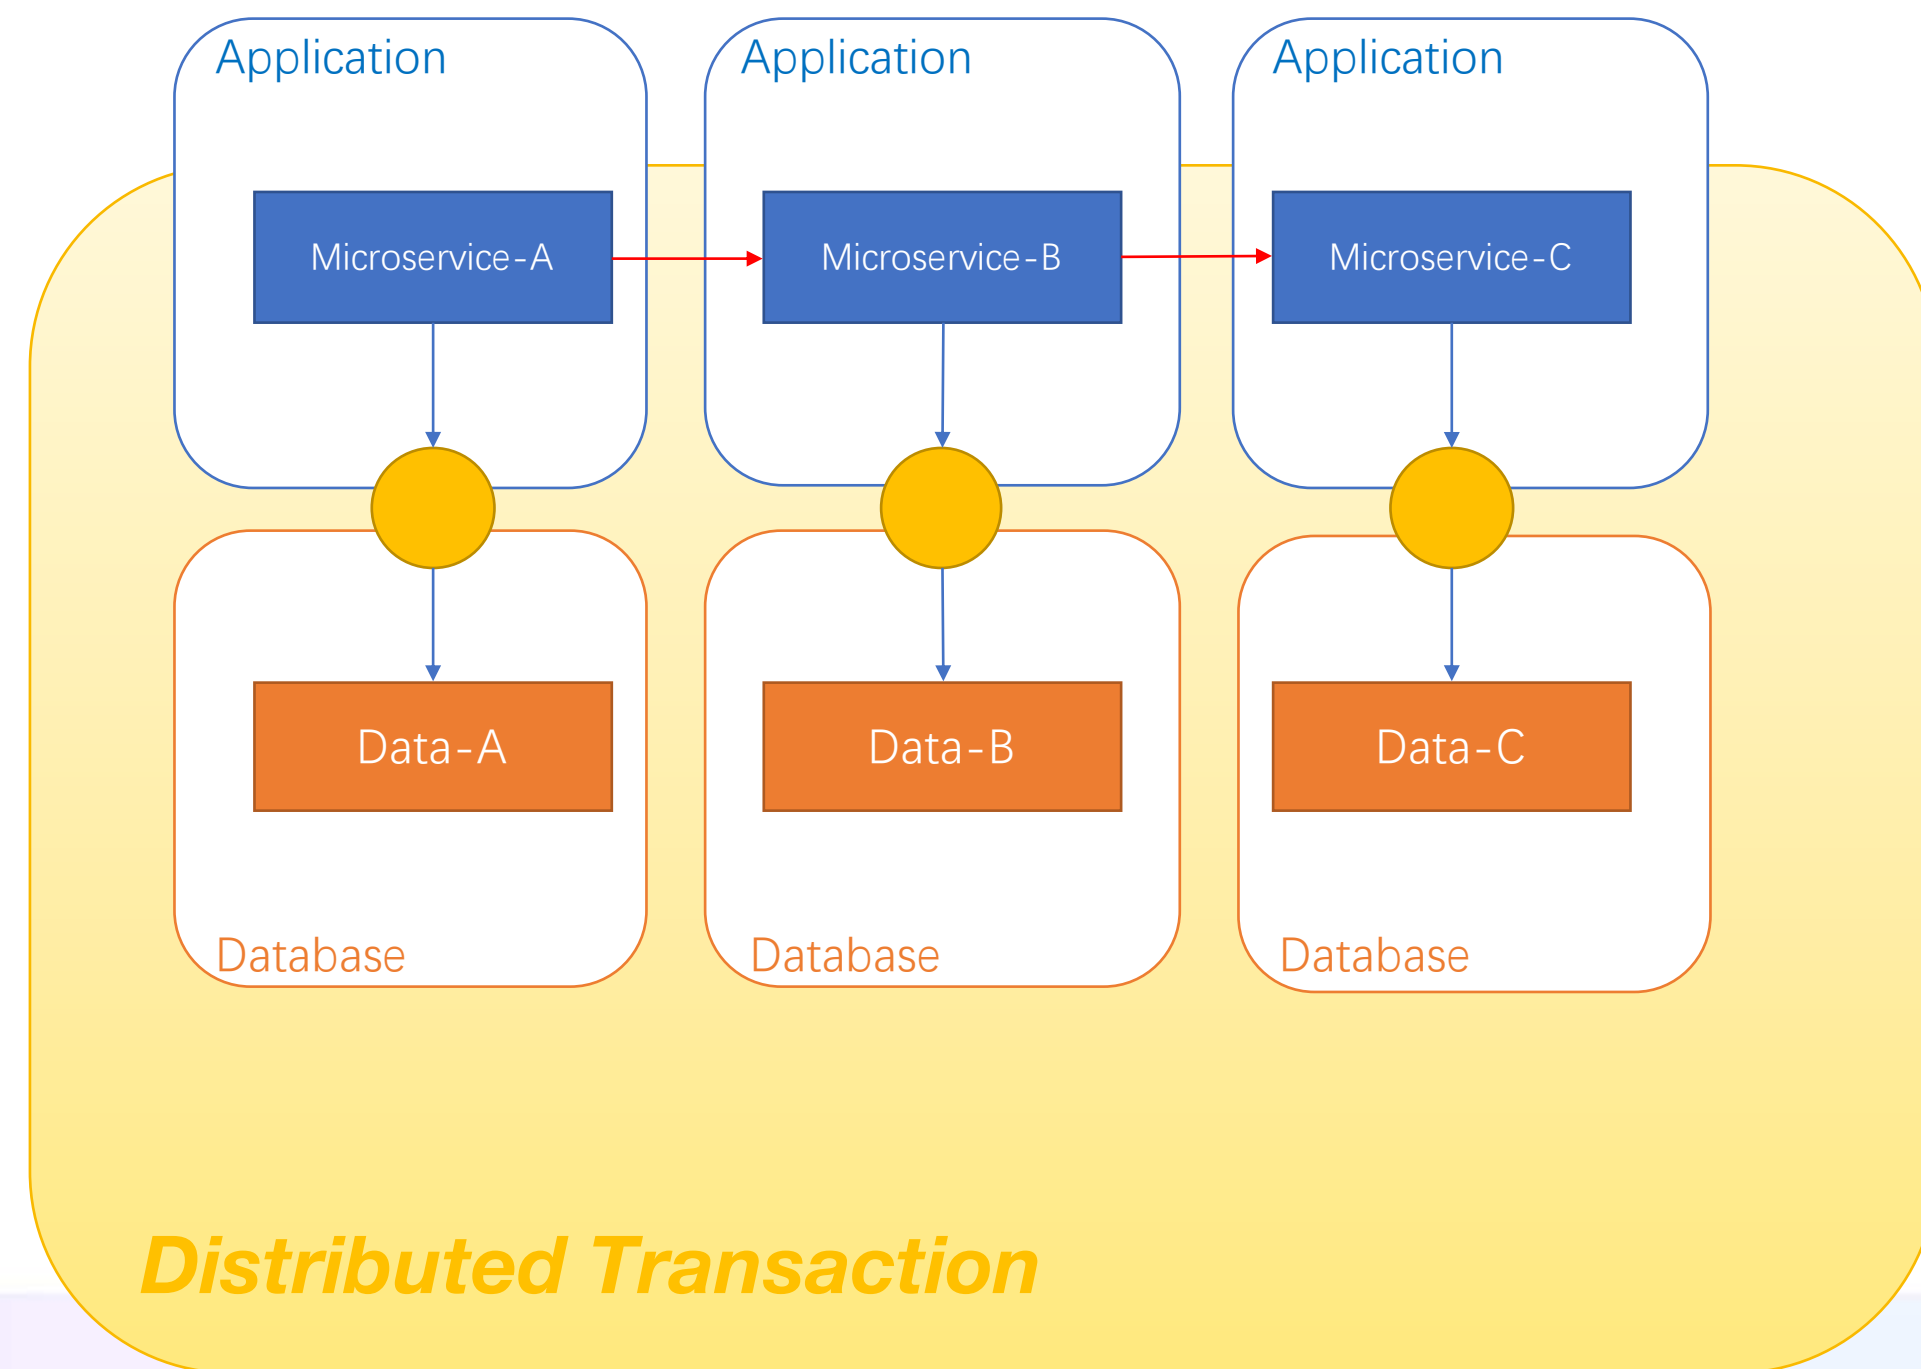 Application
Application
Application
Microservice-A
Microservice-B
Microservice-C
Data-A
Data-B
Data-C
Database
Database
Database
Distributed Transaction